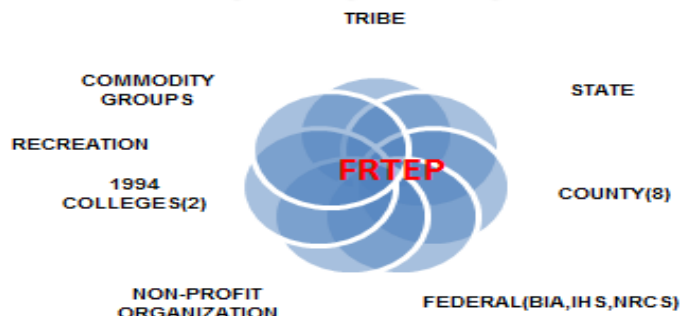 TRIBE
COMMODITY
GROUPS
STATE
RECREATION
FRTEP
1994
COLLEGES(2)
COUNTY(8)
NON-PROFIT
ORGANIZATION
FEDERAL(BIA,IHS,NRCS)